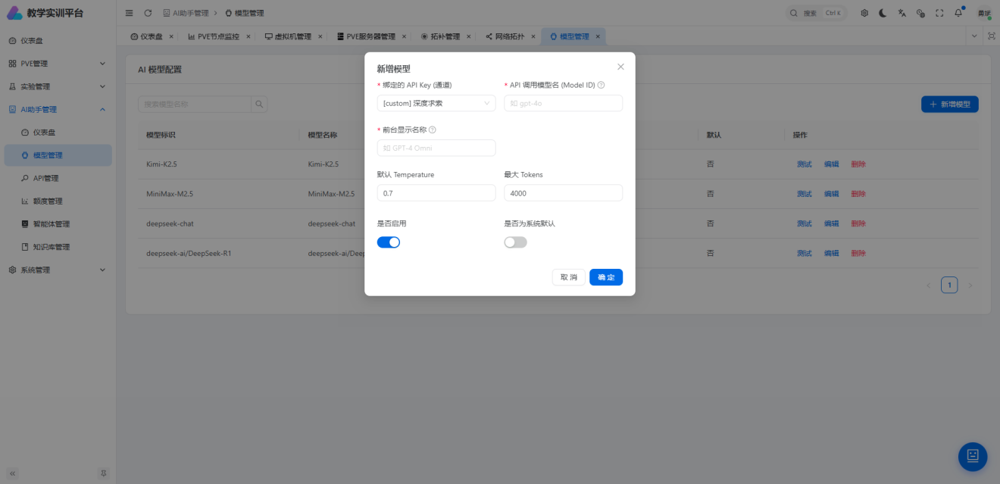 教学实训平台
AI助手管理 > 模型管理
搜索 Ctrl K
仪表盘 × PVE节点监控 × 虚拟机管理 × PVE服务器管理 × 拓扑管理 × 网络拓扑 × 模型管理 ×
仪表盘
PVE管理
实验管理
AI助手管理
仪表盘
模型管理
API管理
额度管理
智能体管理
知识库管理
系统管理
AI 模型配置
搜索模型名称
+ 新增模型
模型标识 模型名称 默认 操作
Kimi-K2.5 Kimi-K2.5 否 测试 编辑 删除
MiniMax-M2.5 MiniMax-M2.5 否 测试 编辑 删除
deepseek-chat deepseek-chat 否 测试 编辑 删除
deepseek-ai/DeepSeek-R1 deepseek-ai/Deep 否 测试 编辑 删除
1
新增模型
* 绑定的 API Key (通道) * API 调用模型名 (Model ID)
[custom] 深度求索 如 gpt-4o
* 前台显示名称
如 GPT-4 Omni
默认 Temperature 最大 Tokens
0.7 4000
是否启用 是否为系统默认
取 消 确 定